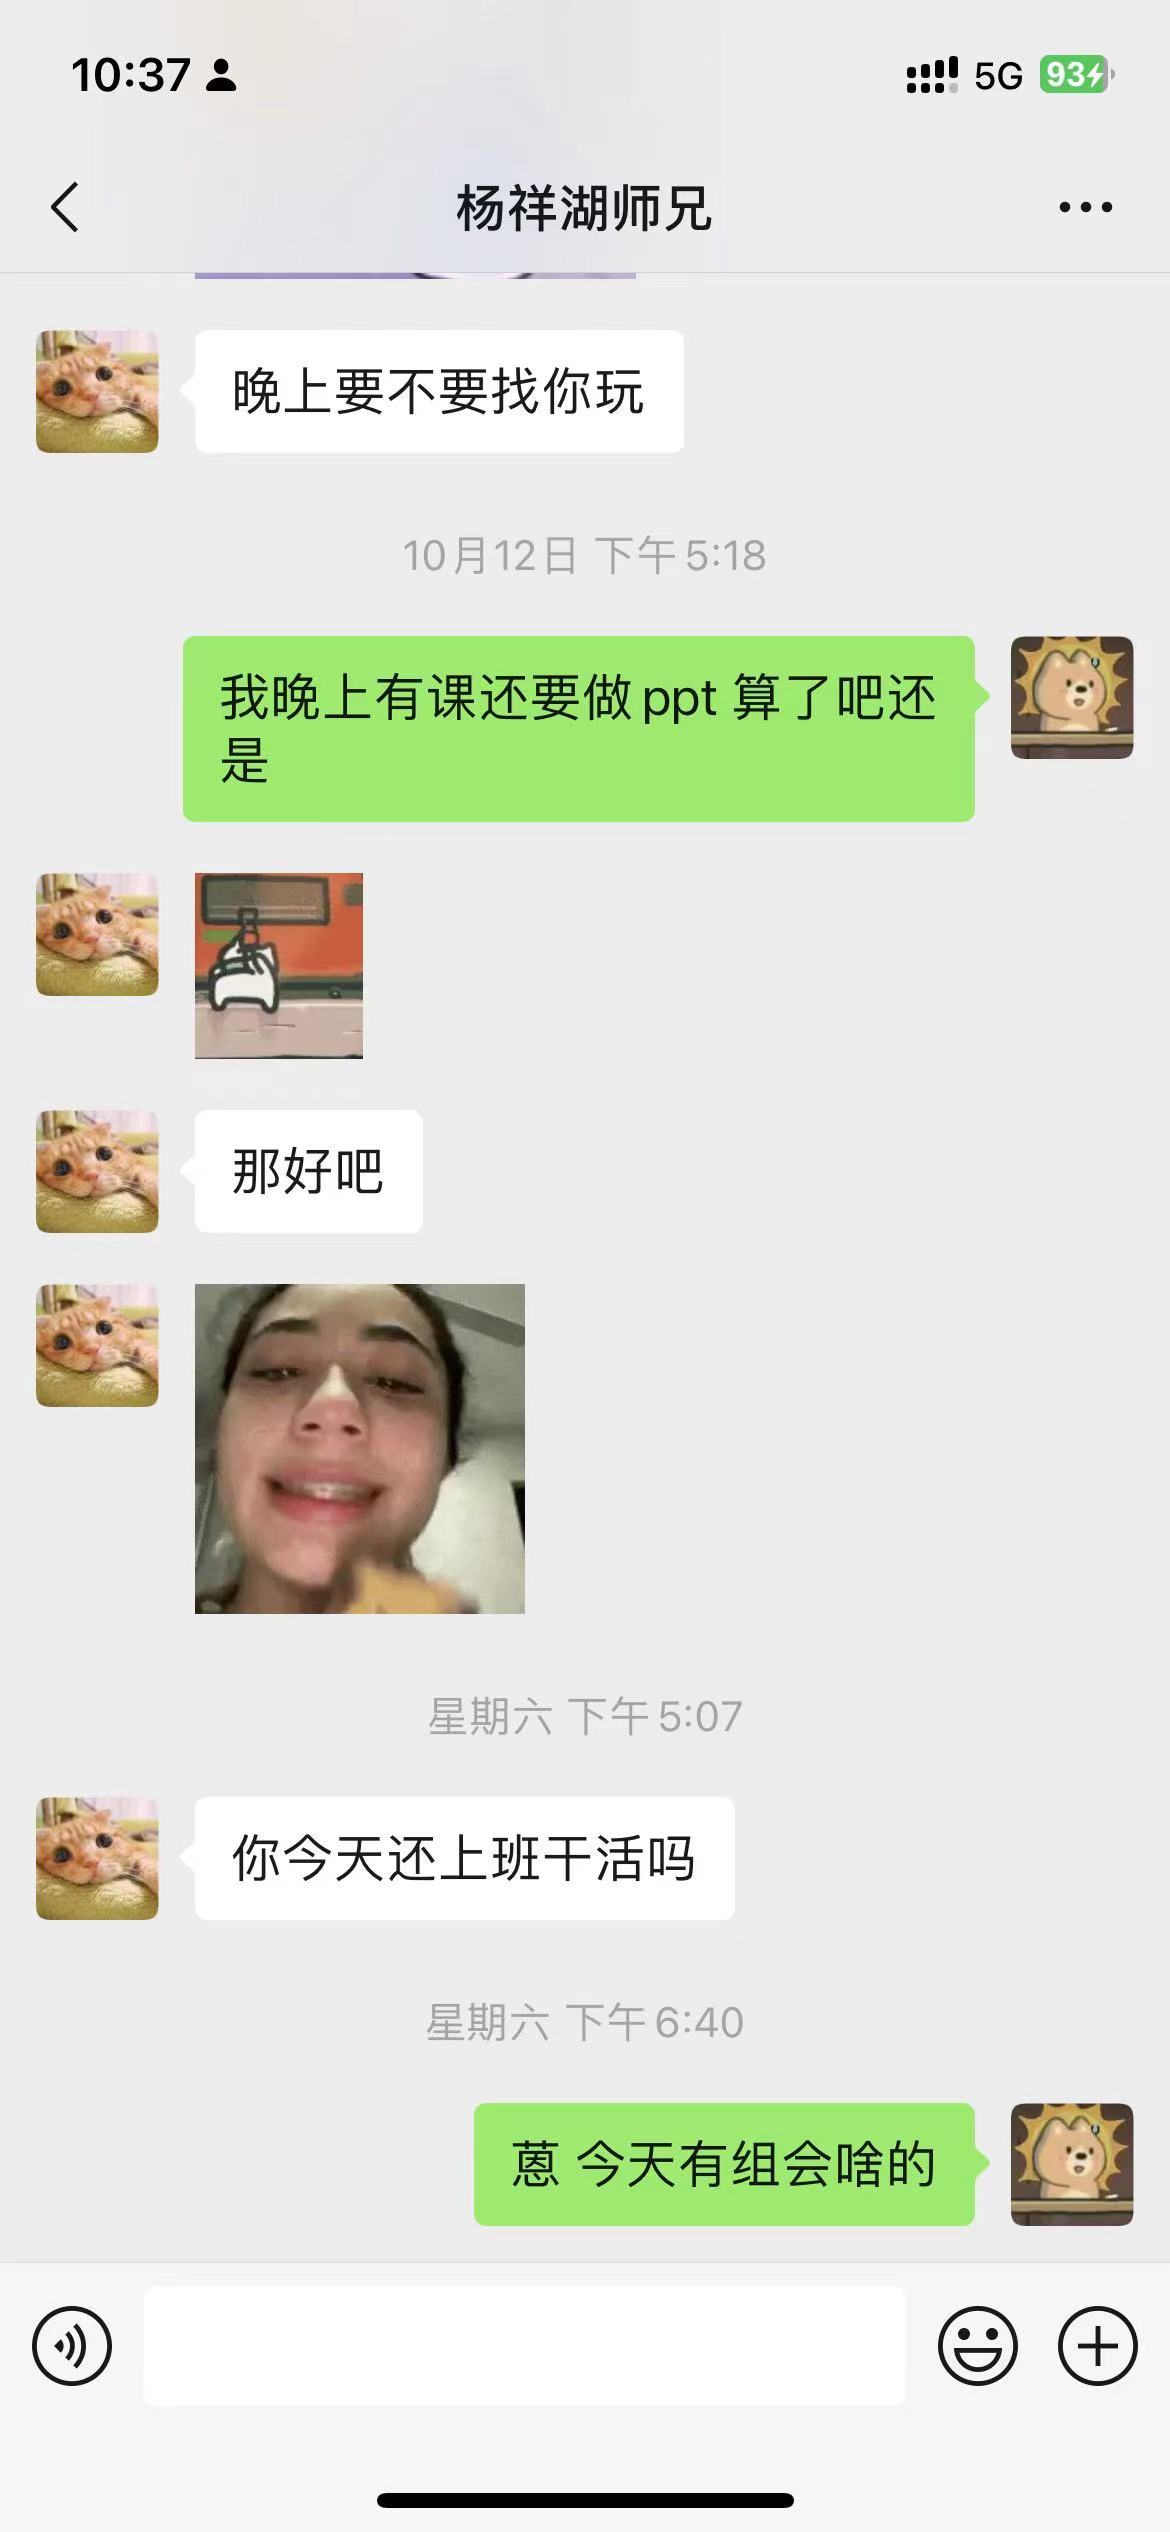 10:37
5G 93
杨祥湖师兄
晚上要不要找你玩
10月12日 下午5:18
我晚上有课还要做ppt 算了吧还
是
那好吧
星期六 下午5:07
你今天还上班干活吗
星期六 下午6:40
蒽 今天有组会啥的